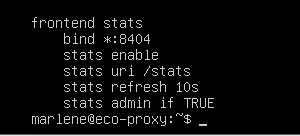 frontend stats
    bind *:8404
    stats enable
    stats uri /stats
    stats refresh 10s
    stats admin if TRUE
marlene@eco-proxy:~$ _